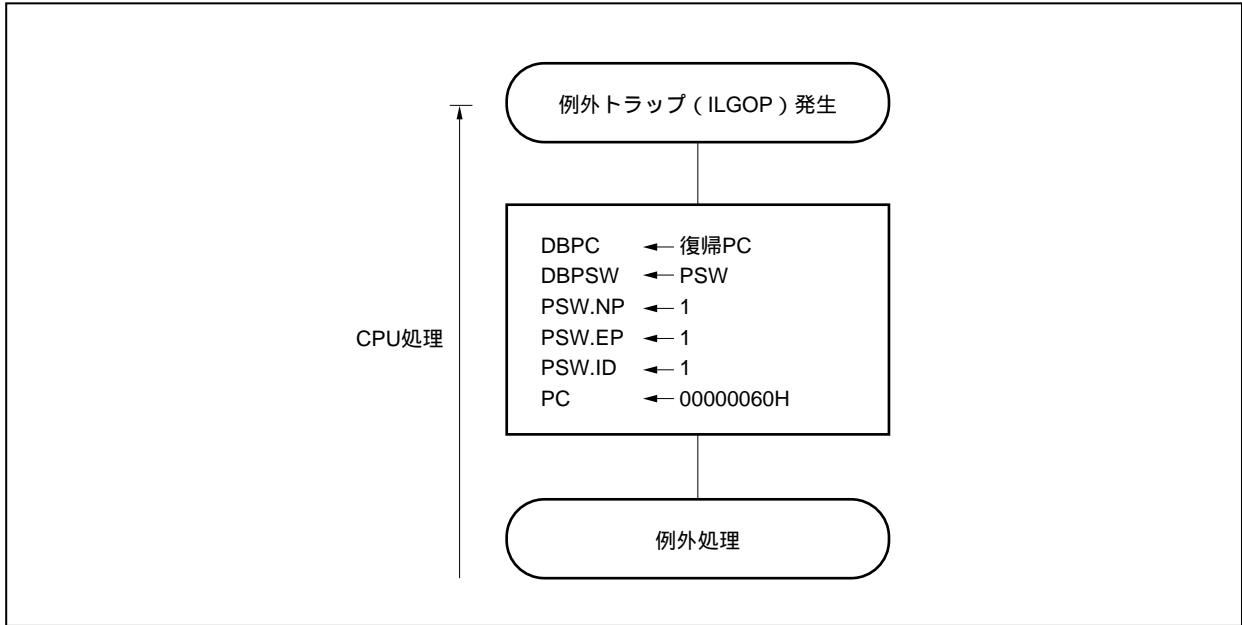 例外トラップ（ILGOP）発生
DBPC ← 復帰PC
DBPSW ← PSW
PSW.NP ← 1
PSW.EP ← 1
PSW.ID ← 1
PC ← 00000060H
CPU処理
例外処理